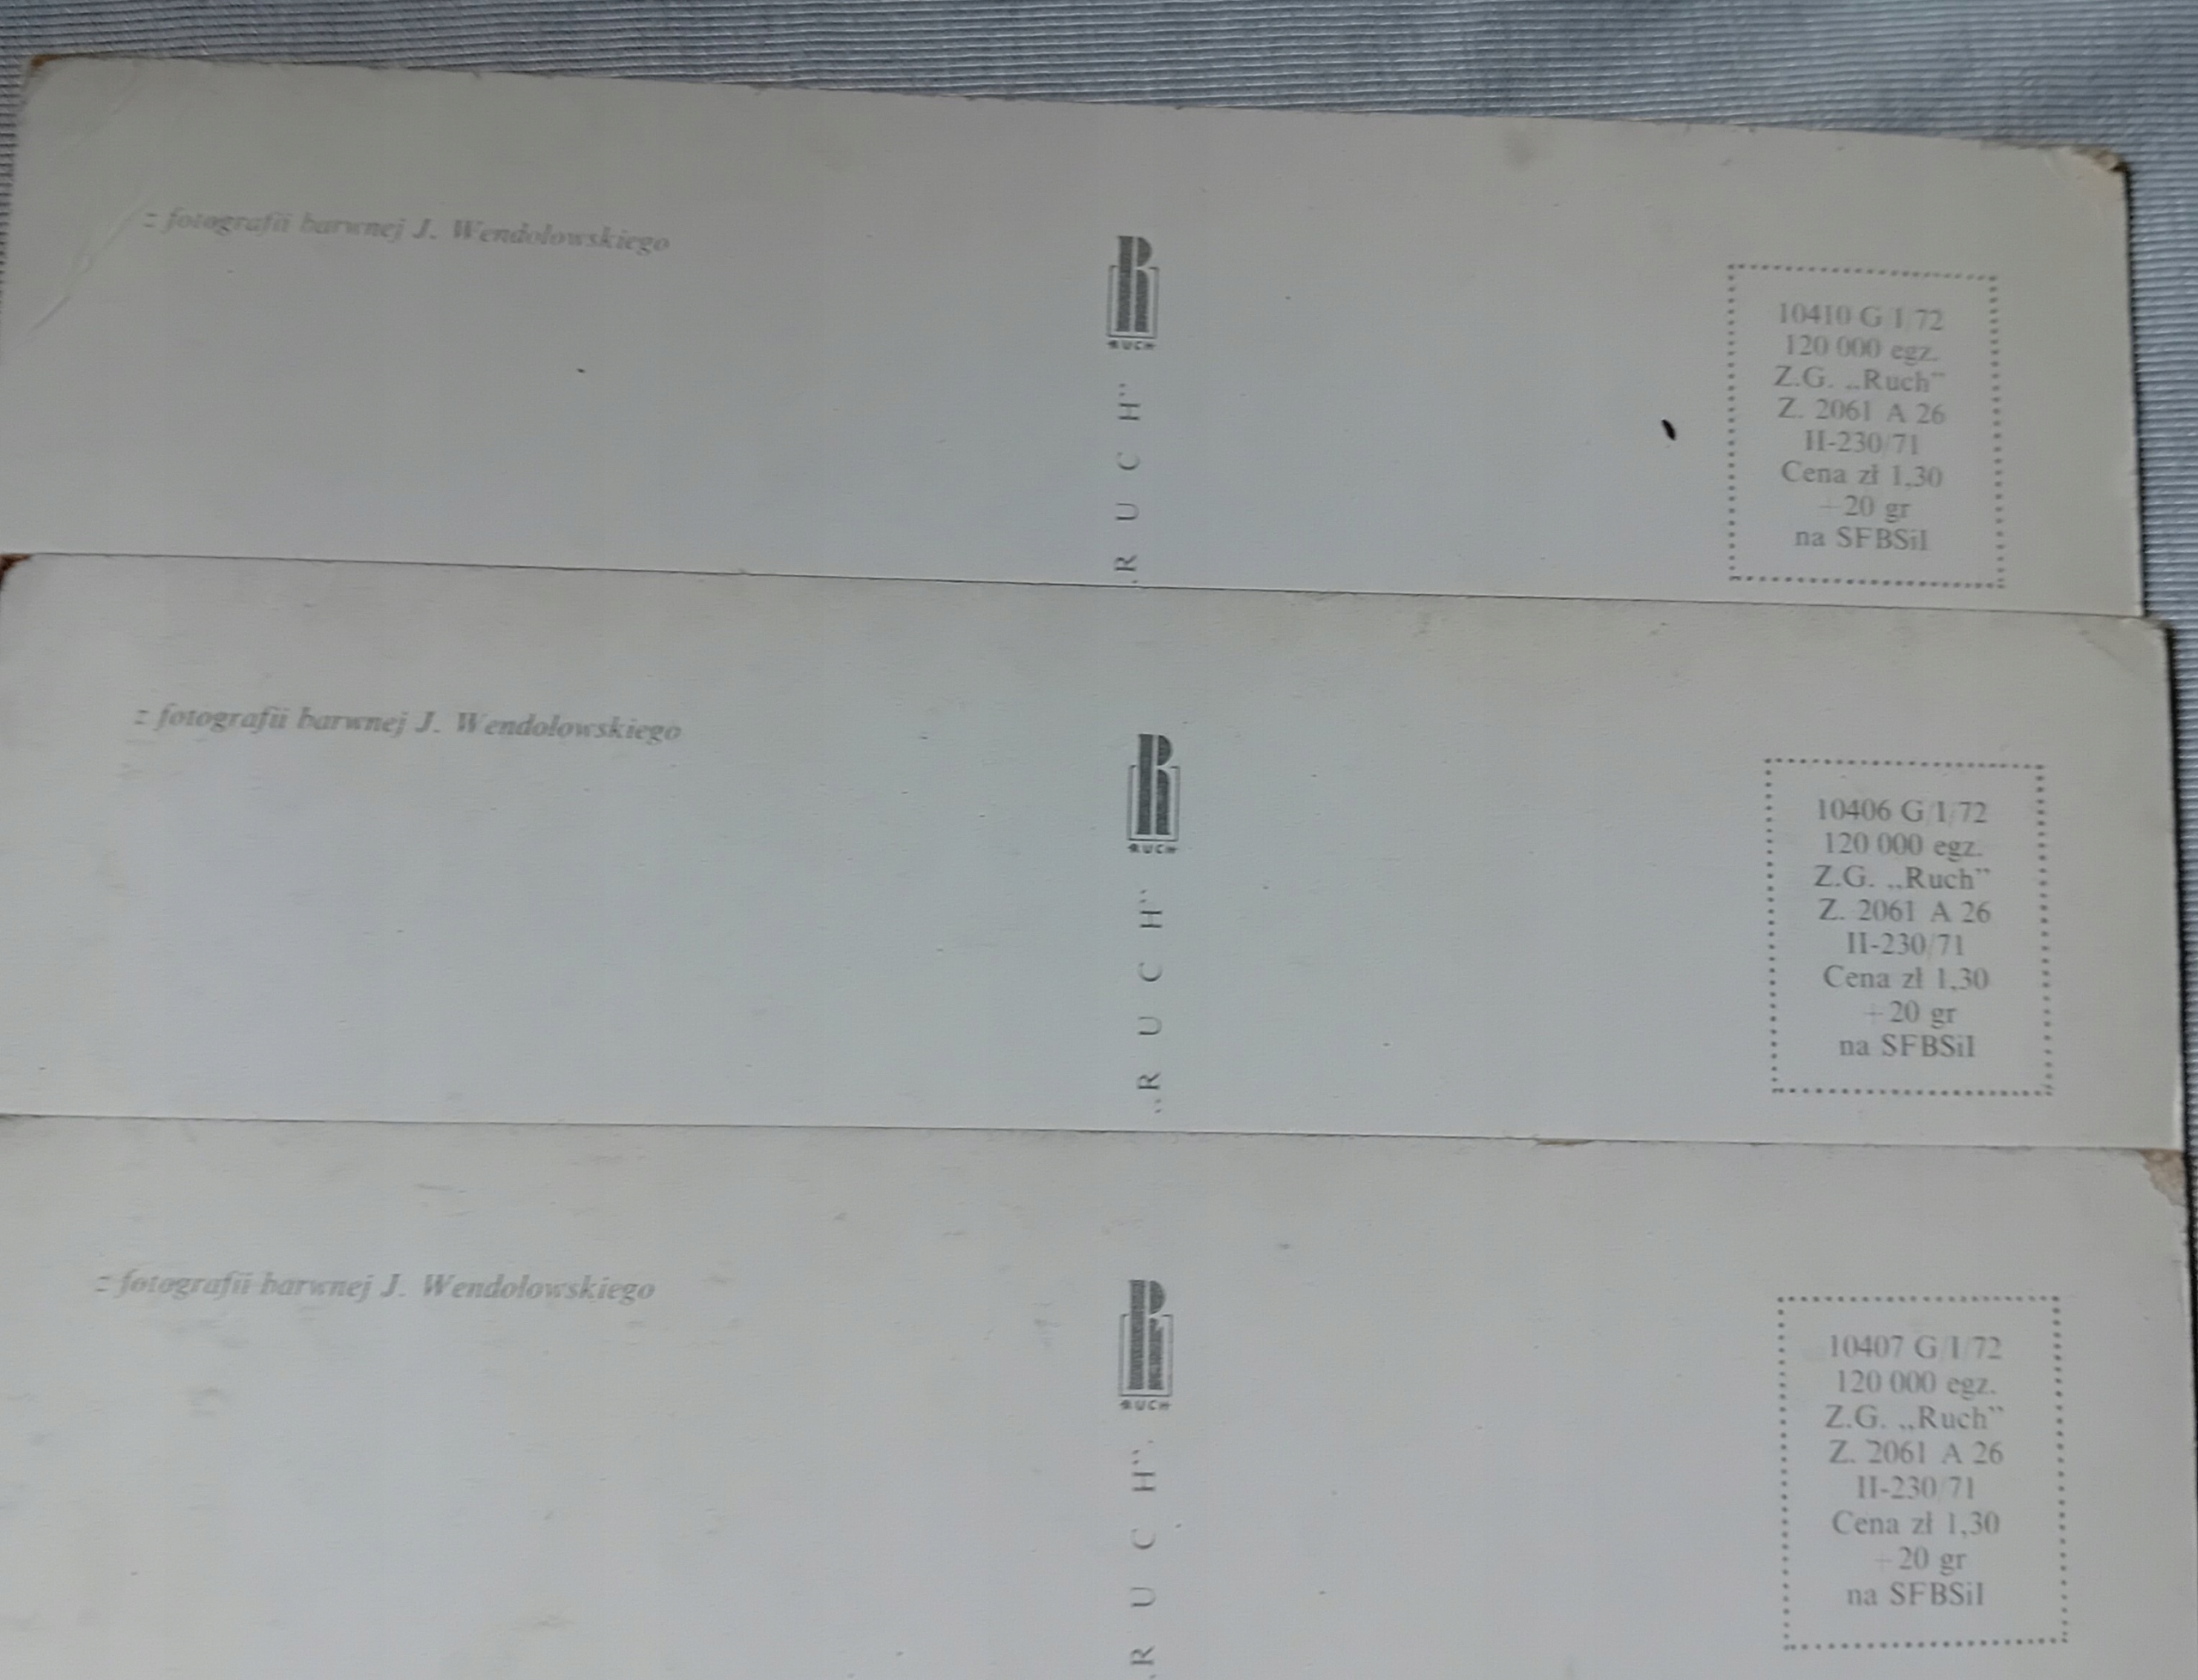 z fotografii barwnej J. Wendołowskiego
RUCH
„RUCH”
10410 G/I/72
120 000 egz.
Z.G. „Ruch”
Z. 2061 A 26
II-230/71
Cena zł 1,30
+20 gr
na SFBSiI
z fotografii barwnej J. Wendołowskiego
RUCH
„RUCH”
10406 G/I/72
120 000 egz.
Z.G. „Ruch”
Z. 2061 A 26
II-230/71
Cena zł 1,30
+20 gr
na SFBSiI
z fotografii barwnej J. Wendołowskiego
RUCH
„RUCH”
10407 G/I/72
120 000 egz.
Z.G. „Ruch”
Z. 2061 A 26
II-230/71
Cena zł 1,30
+20 gr
na SFBSiI